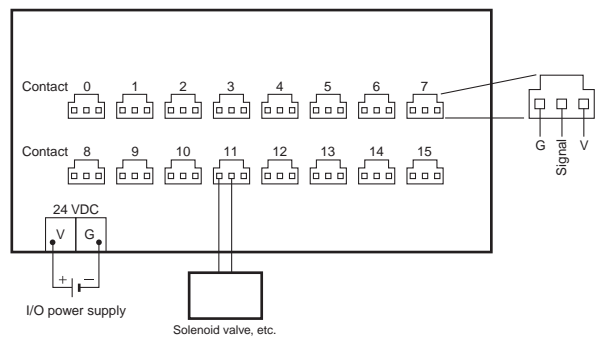 Contact 0 1 2 3 4 5 6 7
G Signal V
Contact 8 9 10 11 12 13 14 15
24 VDC
V G
+ −
I/O power supply
Solenoid valve, etc.